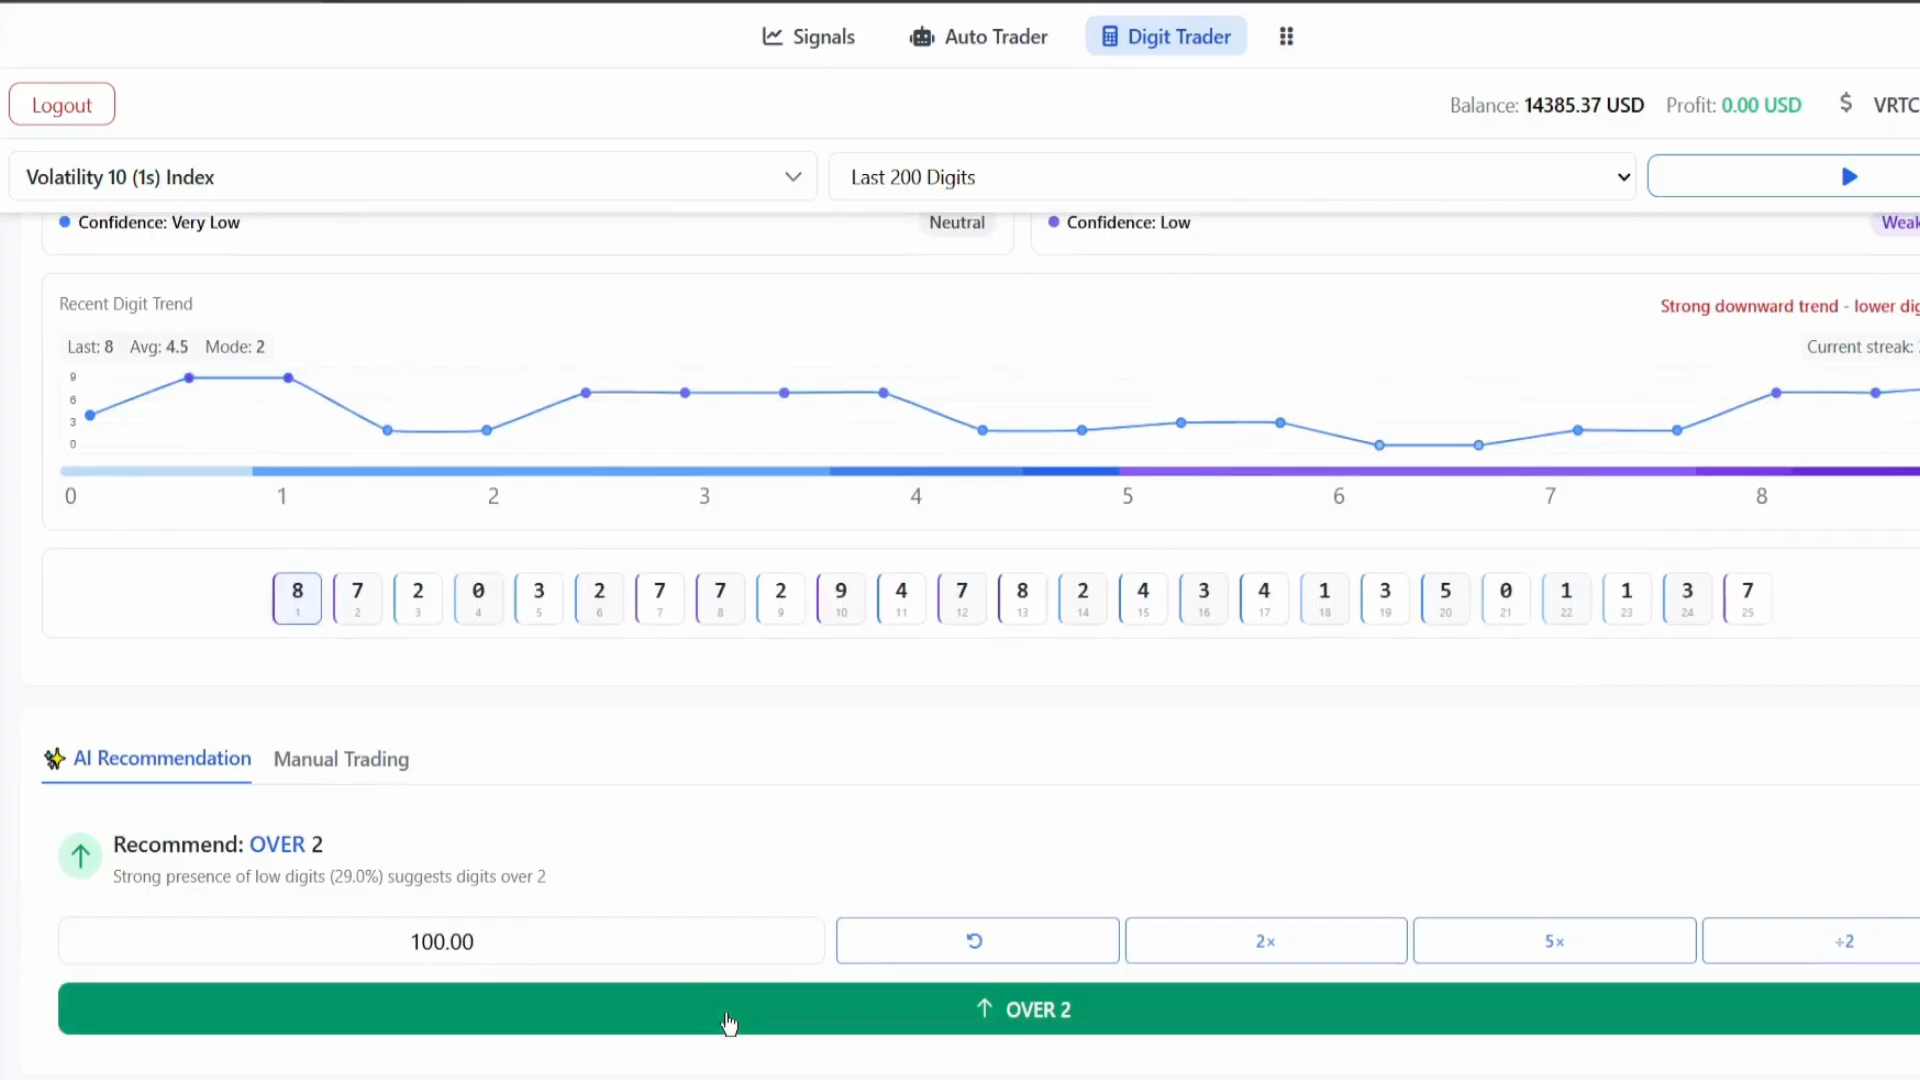 Signals Auto Trader Digit Trader
Logout Balance: 14385.37 USD Profit: 0.00 USD $ VRTC
Volatility 10 (1s) Index Last 200 Digits
Confidence: Very Low Neutral Confidence: Low Weak
Recent Digit Trend Strong downward trend - lower dig
Last: 8 Avg: 4.5 Mode: 2 Current streak:
9
6
3
0
0 1 2 3 4 5 6 7 8
8 7 2 0 3 2 7 7 2 9 4 7 8 2 4 3 4 1 3 5 0 1 1 3 7
1 2 3 4 5 6 7 8 9 10 11 12 13 14 15 16 17 18 19 20 21 22 23 24 25
AI Recommendation Manual Trading
Recommend: OVER 2
Strong presence of low digits (29.0%) suggests digits over 2
100.00 2× 5× ÷2
↑ OVER 2